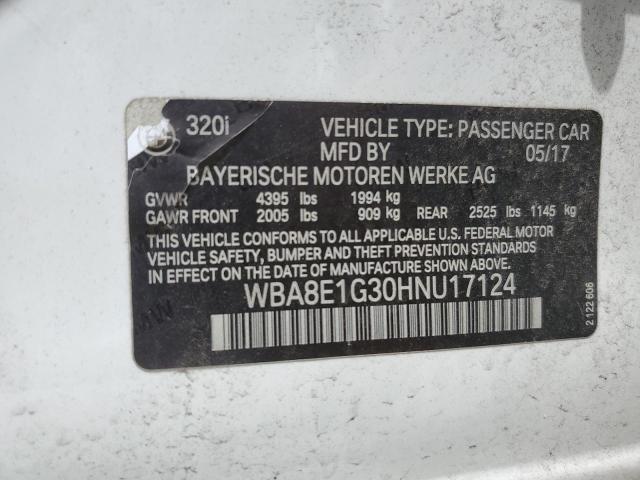 320i VEHICLE TYPE: PASSENGER CAR
MFD BY 05/17
BAYERISCHE MOTOREN WERKE AG
GVWR 4395 lbs 1994 kg
GAWR FRONT 2005 lbs 909 kg REAR 2525 lbs 1145 kg
THIS VEHICLE CONFORMS TO ALL APPLICABLE U.S. FEDERAL MOTOR
VEHICLE SAFETY, BUMPER AND THEFT PREVENTION STANDARDS
IN EFFECT ON THE DATE OF MANUFACTURE SHOWN ABOVE.
WBA8E1G30HNU17124
2 122 606